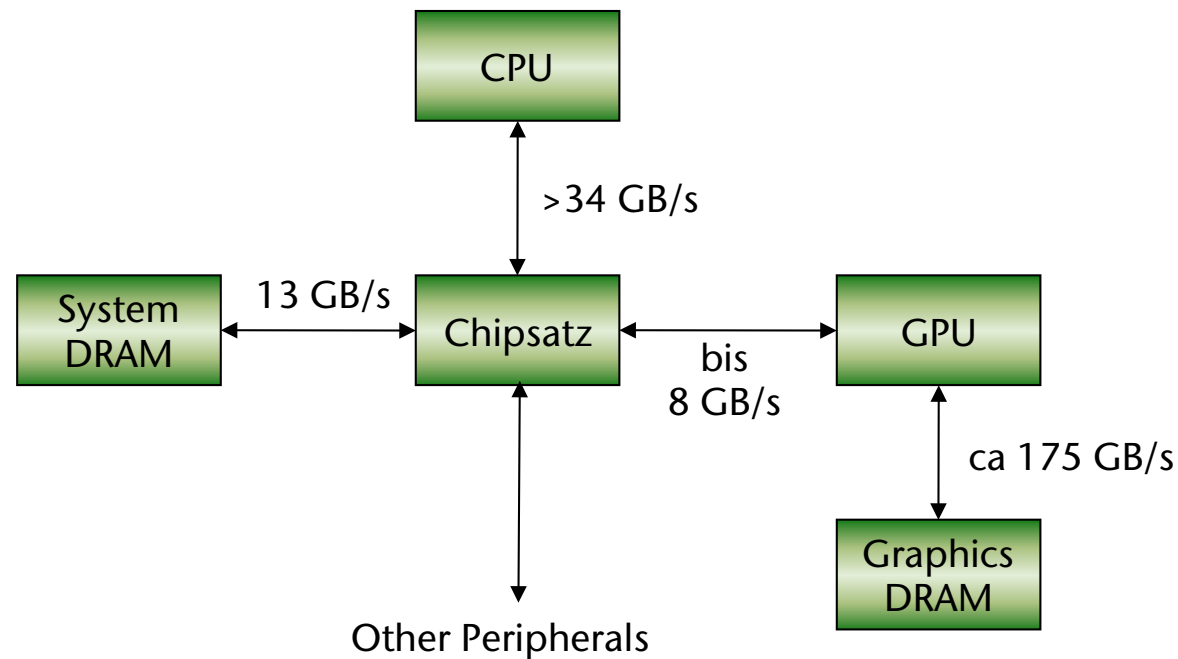 CPU
>34 GB/s
System
DRAM
13 GB/s
Chipsatz
bis
8 GB/s
GPU
ca 175 GB/s
Graphics
DRAM
Other Peripherals